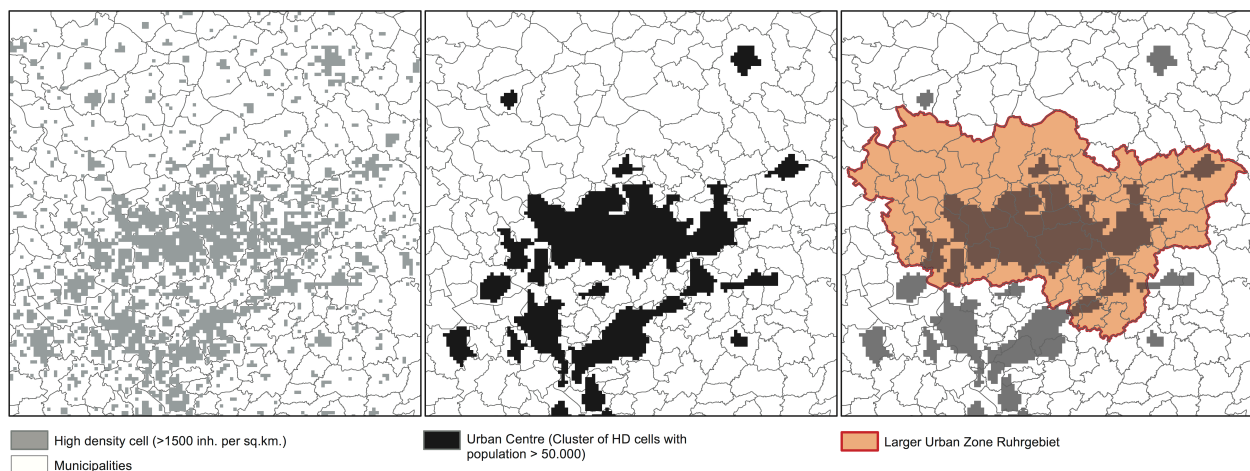 High density cell (>1500 inh. per sq.km.)
Municipalities
Urban Centre (Cluster of HD cells with
population > 50.000)
Larger Urban Zone Ruhrgebiet